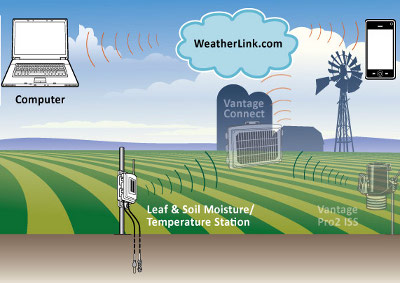 WeatherLink.com
Computer
Vantage
Connect
Leaf & Soil Moisture/
Temperature Station
Vantage
Pro2 ISS